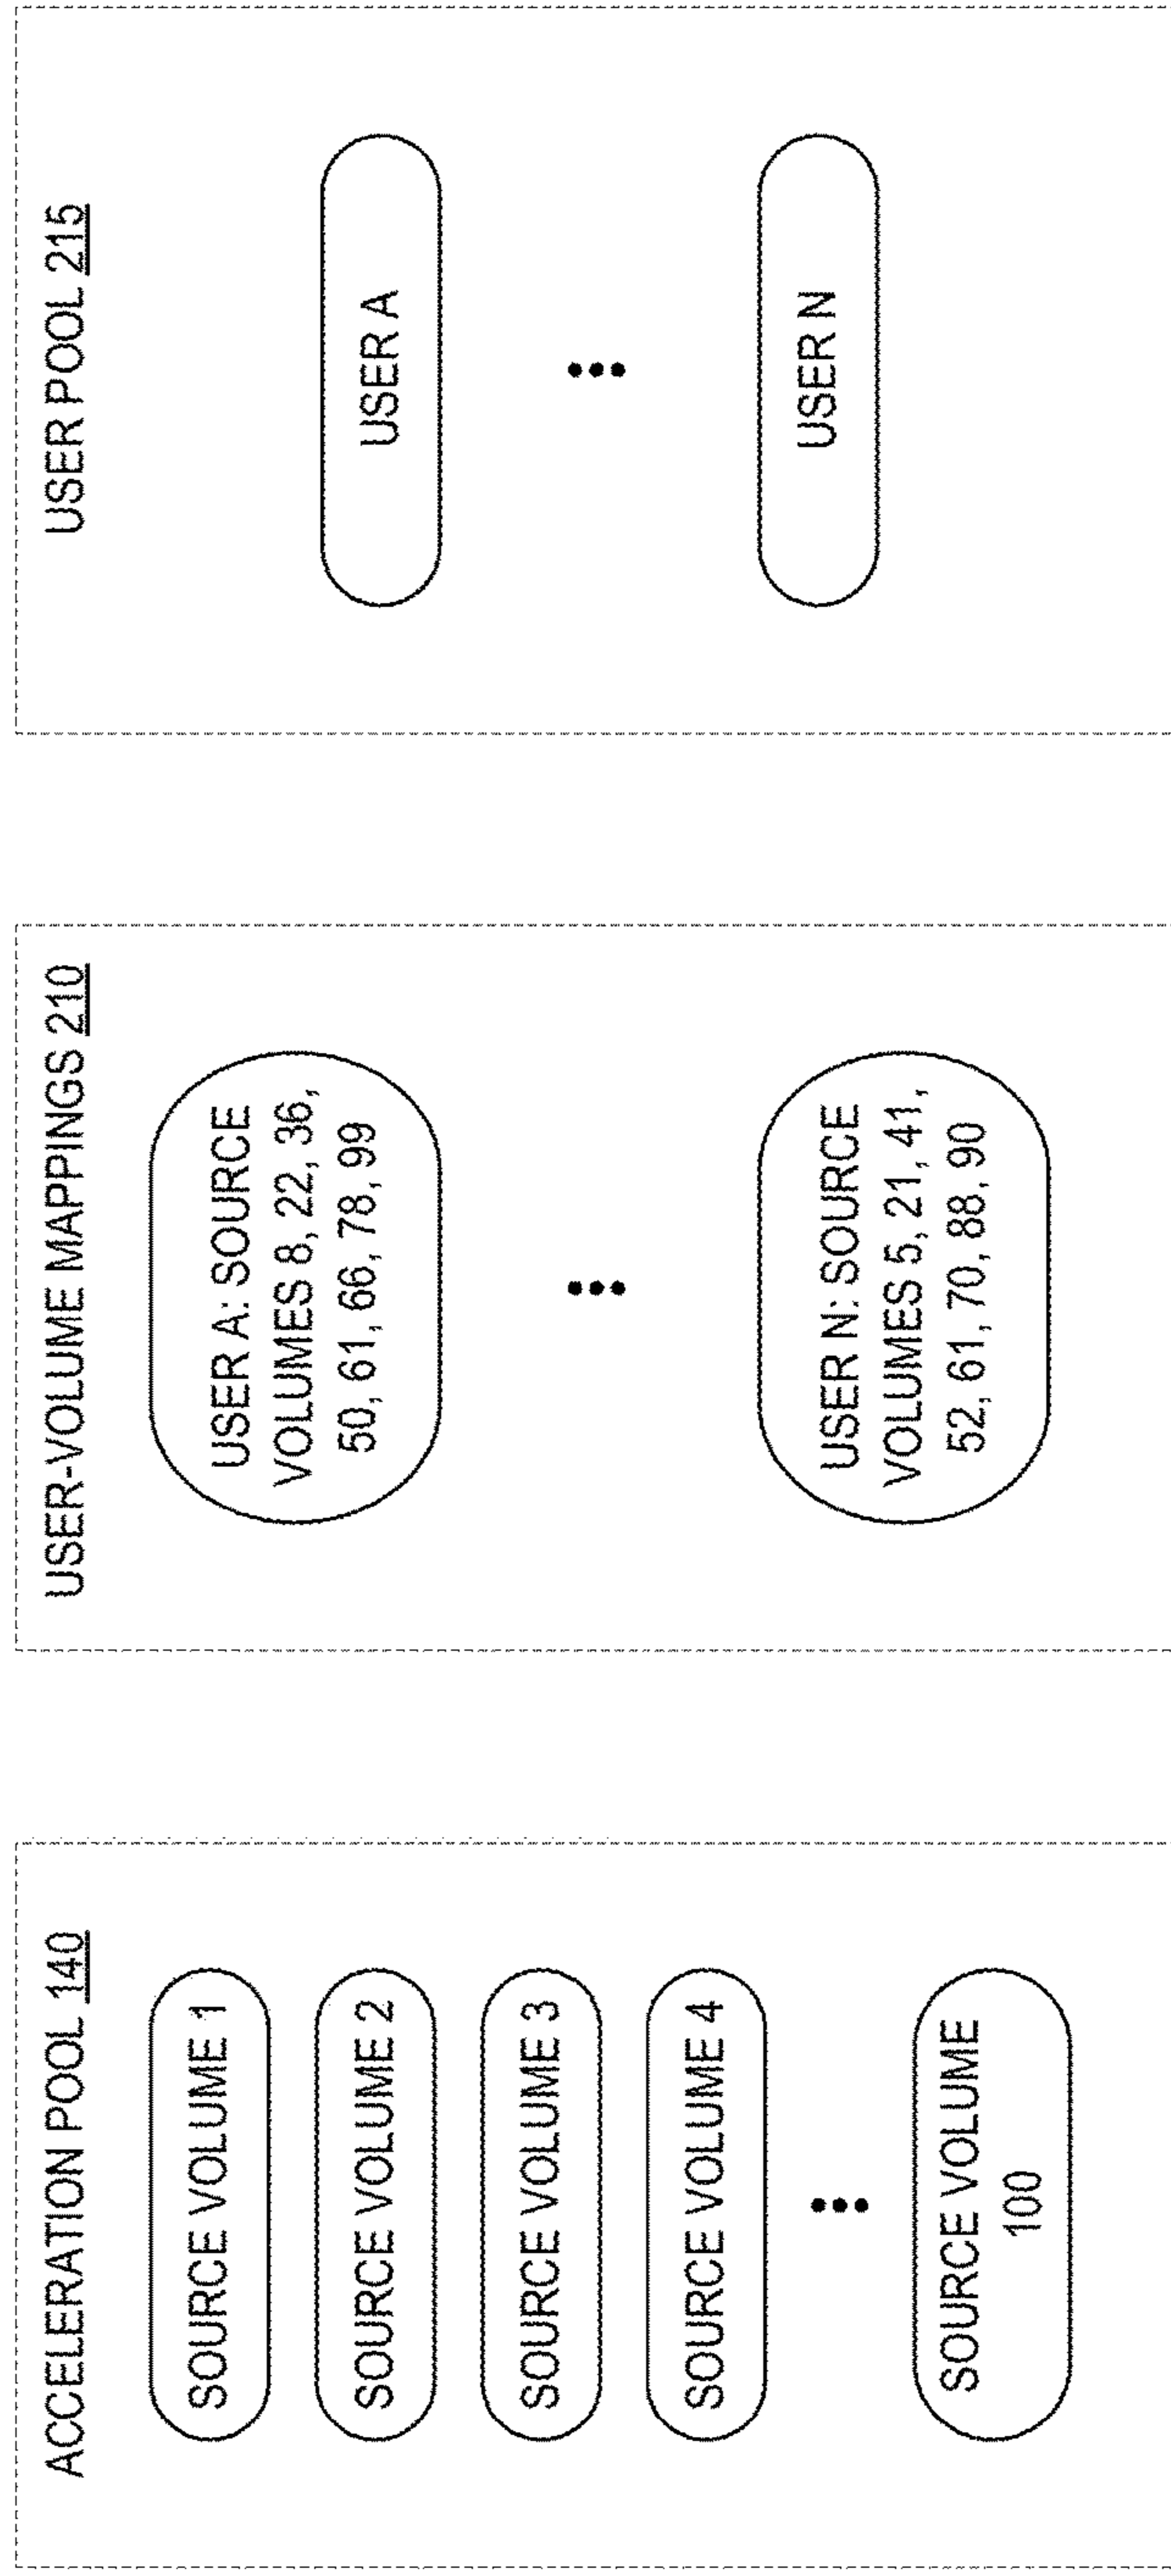 ACCELERATION POOL 140
SOURCE VOLUME 1
SOURCE VOLUME 2
SOURCE VOLUME 3
SOURCE VOLUME 4
SOURCE VOLUME
100
USER-VOLUME MAPPINGS 210
USER A: SOURCE
VOLUMES 8, 22, 36,
50, 61, 66, 78, 99
USER N: SOURCE
VOLUMES 5, 21, 41,
52, 61, 70, 88, 90
USER POOL 215
USER A
USER N